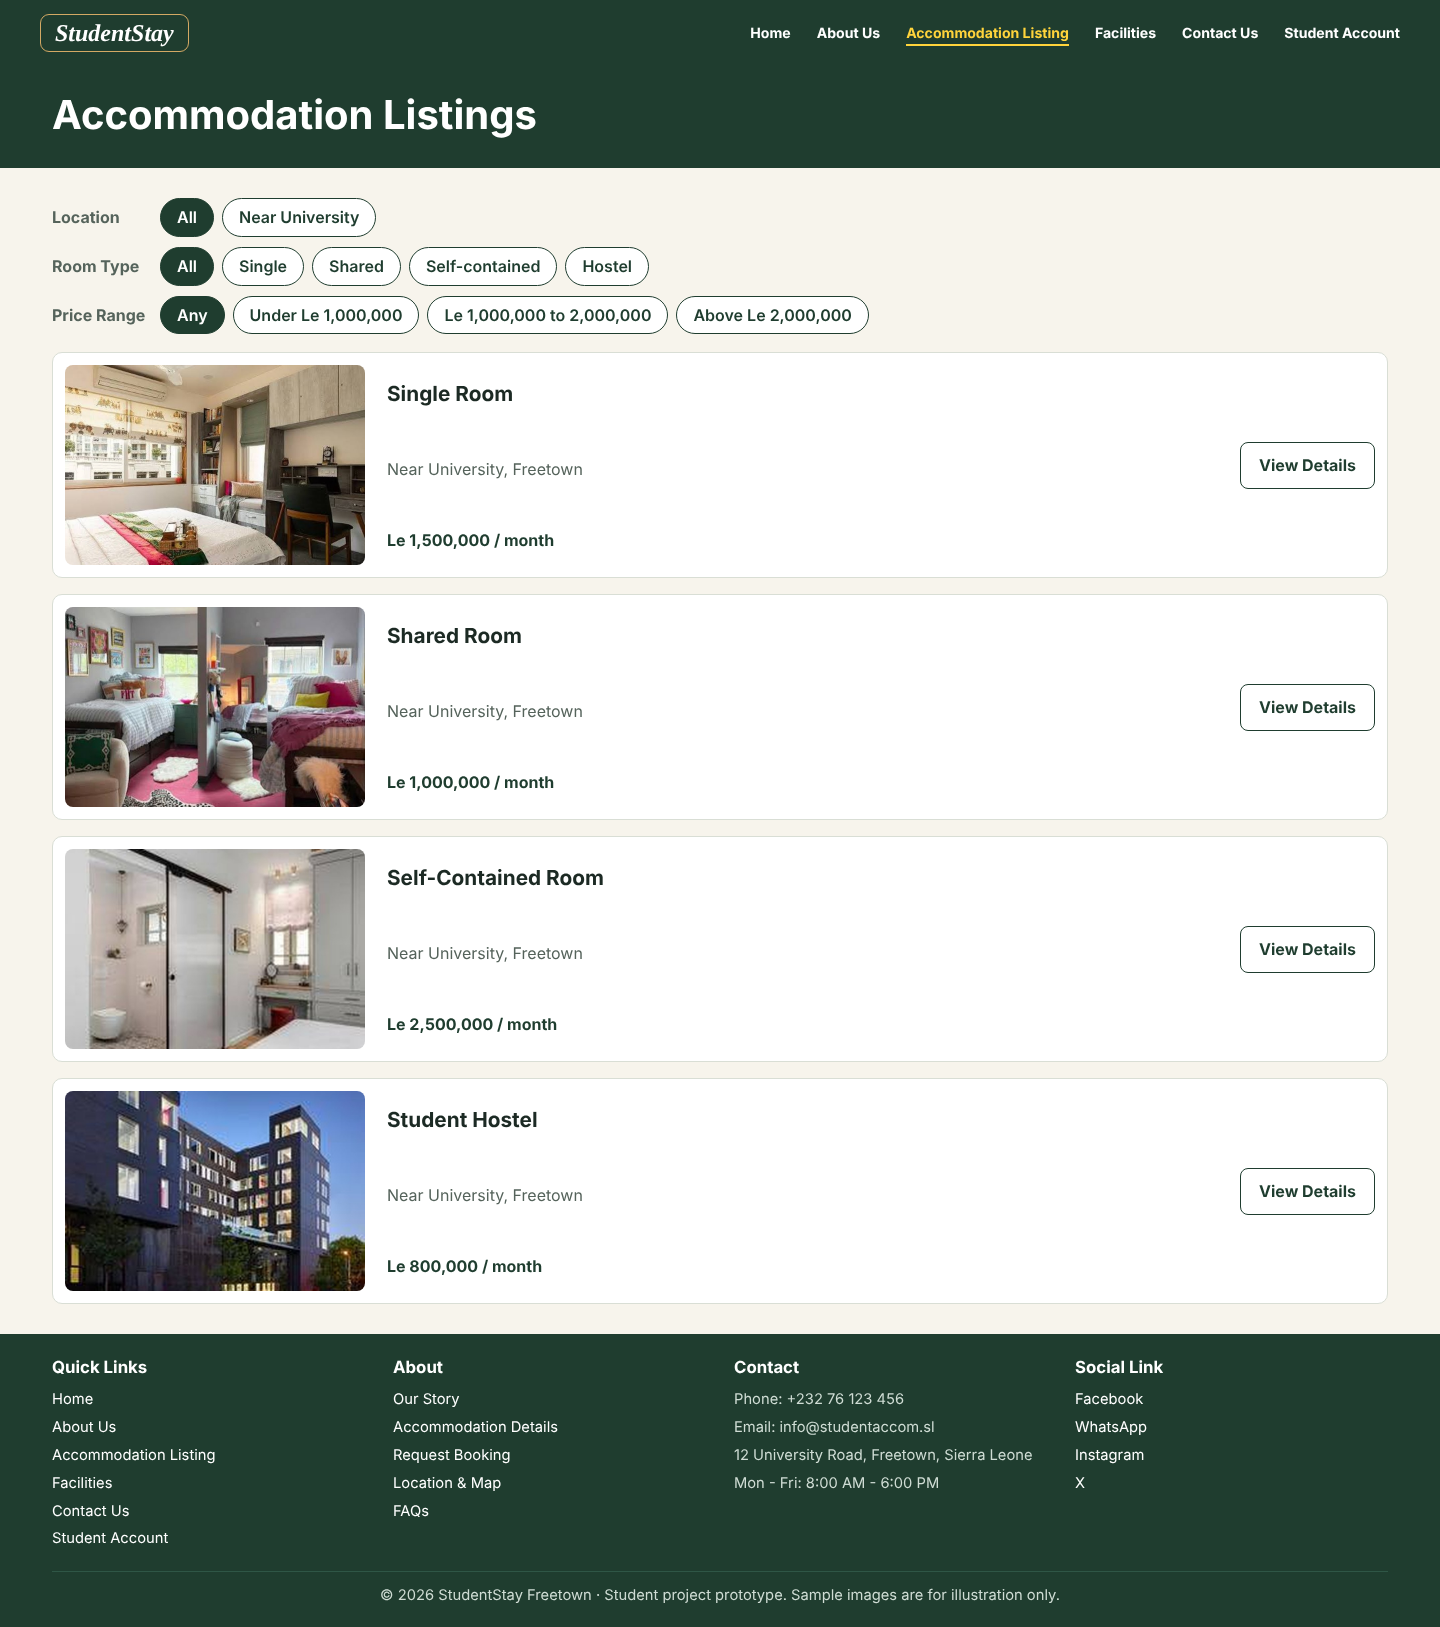 StudentStay
Home About Us Accommodation Listing Facilities Contact Us Student Account
Accommodation Listings
Location All Near University
Room Type All Single Shared Self-contained Hostel
Price Range Any Under Le 1,000,000 Le 1,000,000 to 2,000,000 Above Le 2,000,000
Single Room
Near University, Freetown
View Details
Le 1,500,000 / month
Shared Room
Near University, Freetown
View Details
Le 1,000,000 / month
Self-Contained Room
Near University, Freetown
View Details
Le 2,500,000 / month
Student Hostel
Near University, Freetown
View Details
Le 800,000 / month
Quick Links
Home
About Us
Accommodation Listing
Facilities
Contact Us
Student Account
About
Our Story
Accommodation Details
Request Booking
Location & Map
FAQs
Contact
Phone: +232 76 123 456
Email: info@studentaccom.sl
12 University Road, Freetown, Sierra Leone
Mon - Fri: 8:00 AM - 6:00 PM
Social Link
Facebook
WhatsApp
Instagram
X
© 2026 StudentStay Freetown · Student project prototype. Sample images are for illustration only.